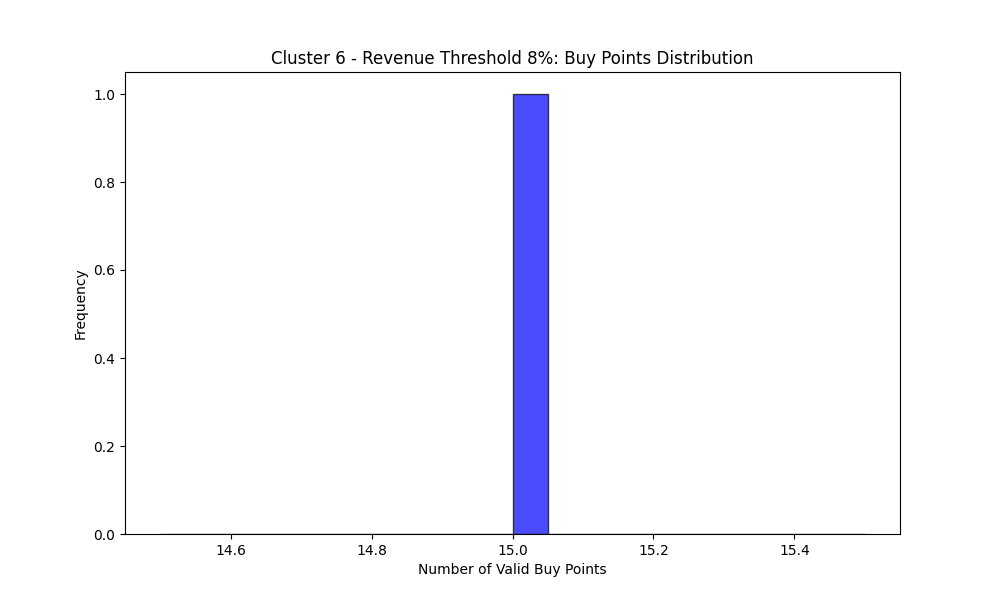 Cluster 6 - Revenue Threshold 8%: Buy Points Distribution
1.0
0.8
0.6
0.4
0.2
0.0
Frequency
14.6 14.8 15.0 15.2 15.4
Number of Valid Buy Points